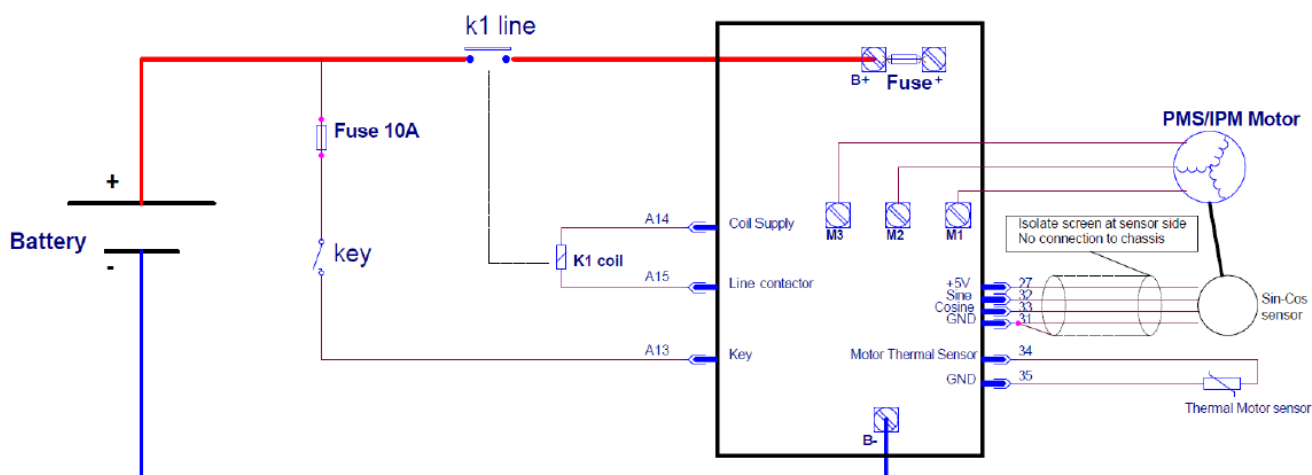 k1 line
B+
Fuse
+
Fuse 10A
PMS/IPM Motor
+
Battery
-
key
A14
Coil Supply
M3
M2
M1
Isolate screen at sensor side
No connection to chassis
K1 coil
A15
Line contactor
+5V
27
Sine
32
Cosine
33
GND
31
Sin-Cos
sensor
A13
Key
Motor Thermal Sensor
34
GND
35
Thermal Motor sensor
B-